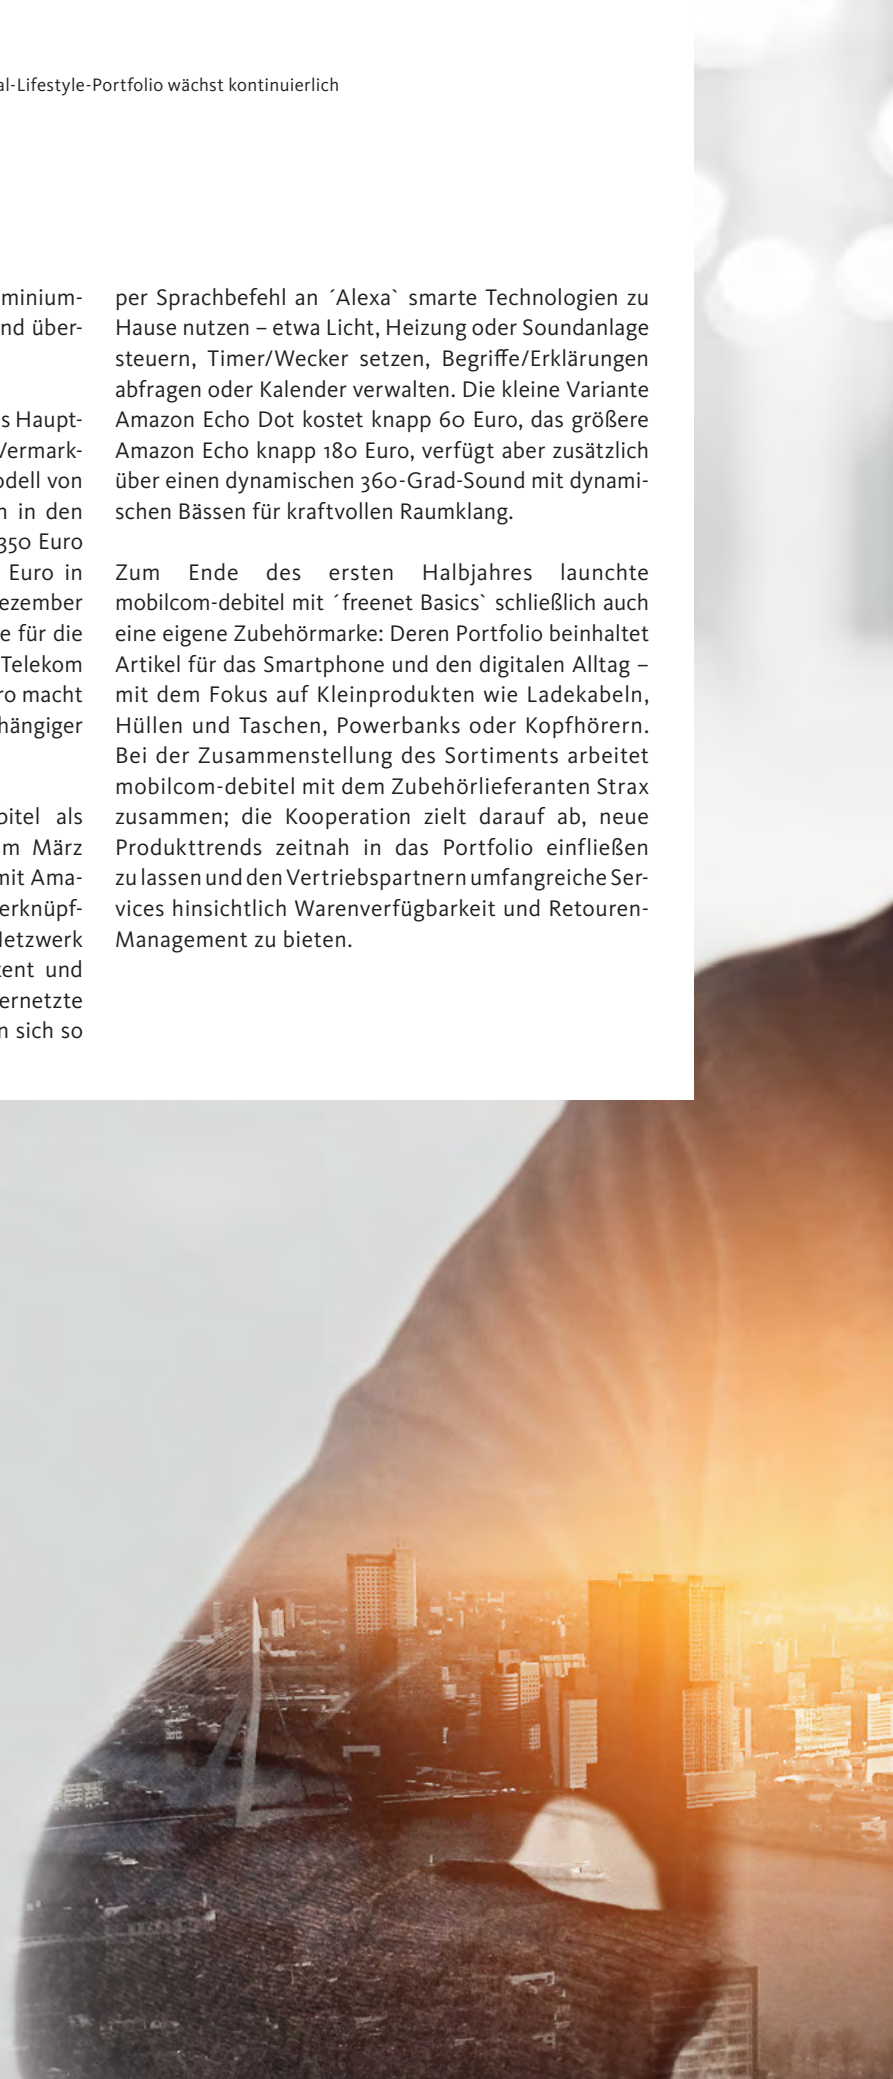 al-Lifestyle-Portfolio wächst kontinuierlich
minium-
nd über-
s Haupt-
Vermark-
odell von
n in den
350 Euro
Euro in
ezember
e für die
Telekom
ro macht
hängiger
bitel als
m März
mit Ama-
erknüpf-
Netzwerk
tent und
ernetzte
n sich so
per Sprachbefehl an ´Alexa` smarte Technologien zu
Hause nutzen – etwa Licht, Heizung oder Soundanlage
steuern, Timer/Wecker setzen, Begriffe/Erklärungen
abfragen oder Kalender verwalten. Die kleine Variante
Amazon Echo Dot kostet knapp 60 Euro, das größere
Amazon Echo knapp 180 Euro, verfügt aber zusätzlich
über einen dynamischen 360-Grad-Sound mit dynami-
schen Bässen für kraftvollen Raumklang.
Zum Ende des ersten Halbjahres launchte
mobilcom-debitel mit ´freenet Basics` schließlich auch
eine eigene Zubehörmarke: Deren Portfolio beinhaltet
Artikel für das Smartphone und den digitalen Alltag –
mit dem Fokus auf Kleinprodukten wie Ladekabeln,
Hüllen und Taschen, Powerbanks oder Kopfhörern.
Bei der Zusammenstellung des Sortiments arbeitet
mobilcom-debitel mit dem Zubehörlieferanten Strax
zusammen; die Kooperation zielt darauf ab, neue
Produkttrends zeitnah in das Portfolio einfließen
zu lassen und den Vertriebspartnern umfangreiche Ser-
vices hinsichtlich Warenverfügbarkeit und Retouren-
Management zu bieten.